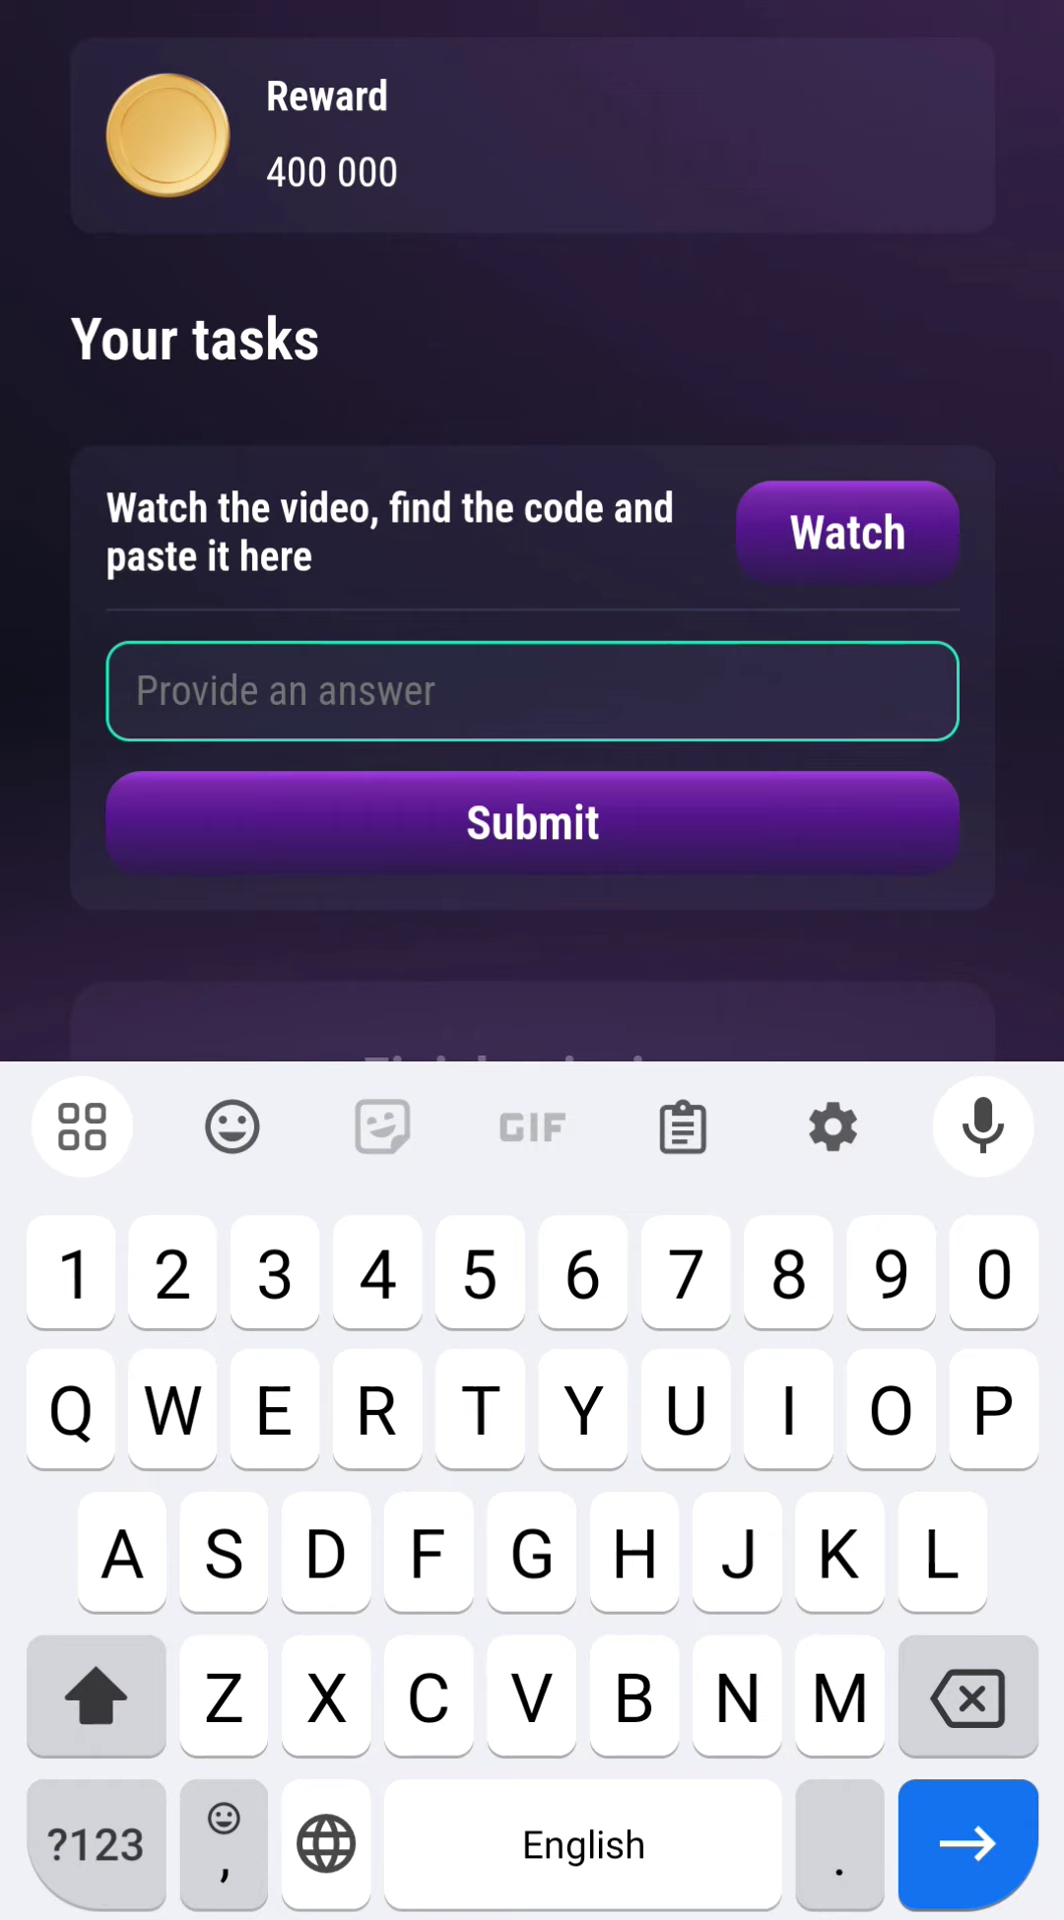 Reward
400 000
Your tasks
Watch the video, find the code and
paste it here
Watch
Provide an answer
Submit
GIF
1 2 3 4 5 6 7 8 9 0
Q W E R T Y U I O P
A S D F G H J K L
Z X C V B N M
?123 , English .